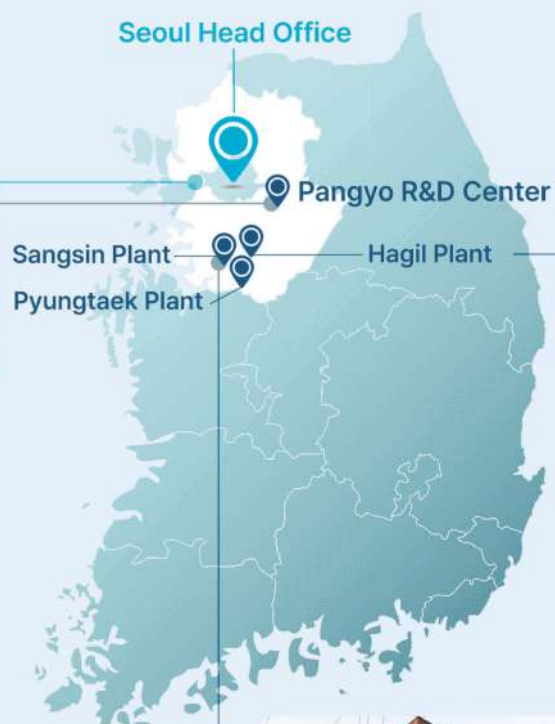 Seoul Head Office
Pangyo R&D Center
Sangsin Plant
Hagil Plant
Pyungtaek Plant